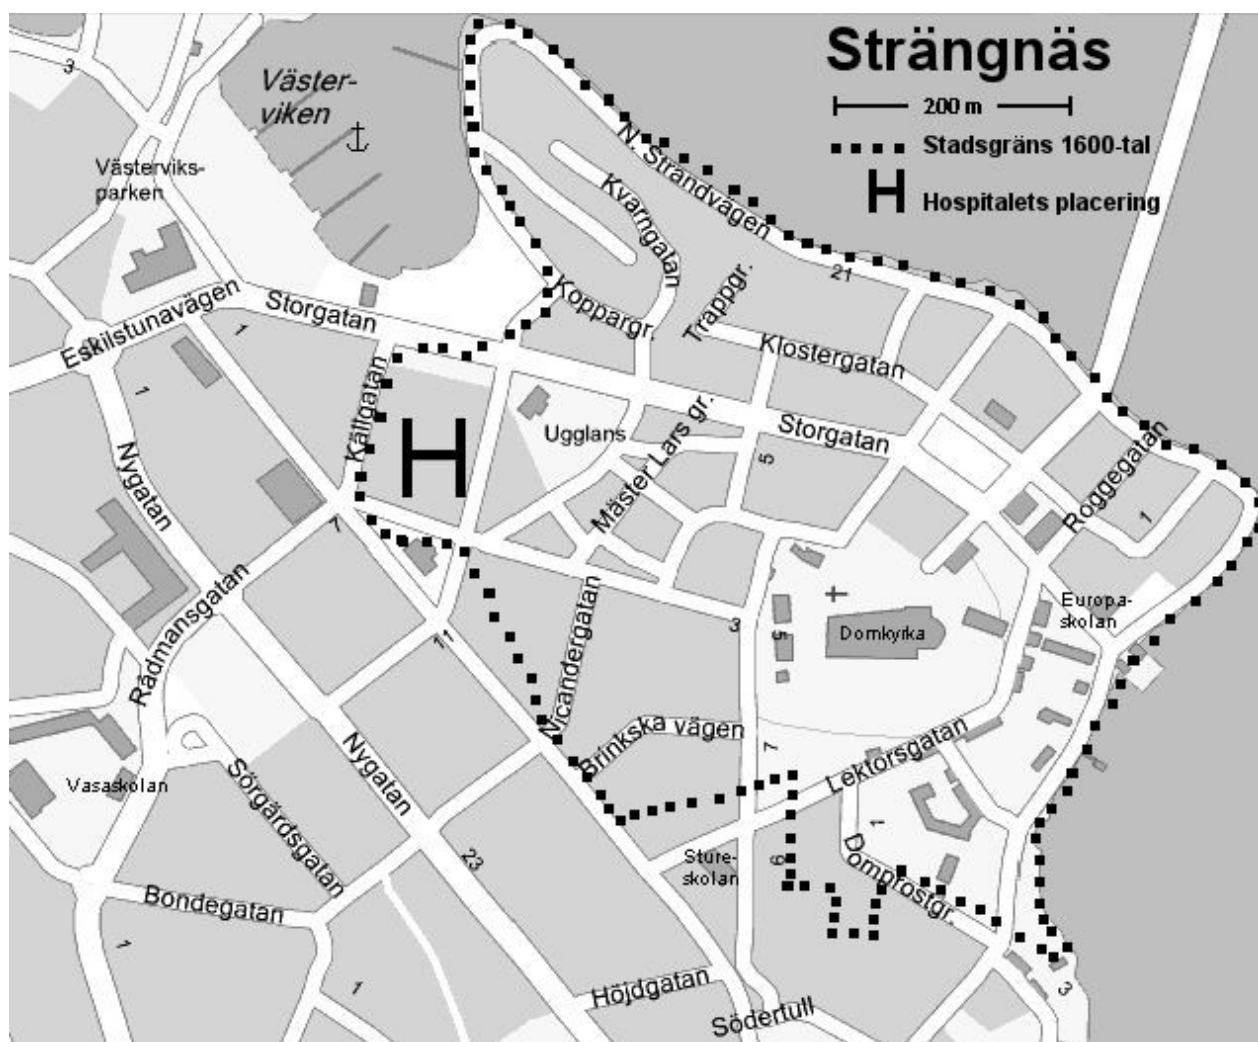 Strängnäs
200 m
Stadsgräns 1600-tal
Hospitalets placering
H
3
Väster-
viken
Västerviks-
parken
N. Strandvägen
Kvarngatan
21
Koppargr.
Trappgr.
Klostergatan
Storgatan
Eskilstunavägen
1
1
Källgatan
H
Ugglans
Mäster Lars gr.
5
Storgatan
Roggegatan
1
Nygatan
7
Rådmansgatan
11
Nicandergatan
3
5
Domkyrka
Europa-
skolan
Brinkska vägen
7
Lektorsgatan
Vasaskolan
Sörgårdsgatan
Nygatan
23
Sture-
skolan
6
1
Domprostgr.
Bondegatan
1
1
Höjdgatan
Södertull
3